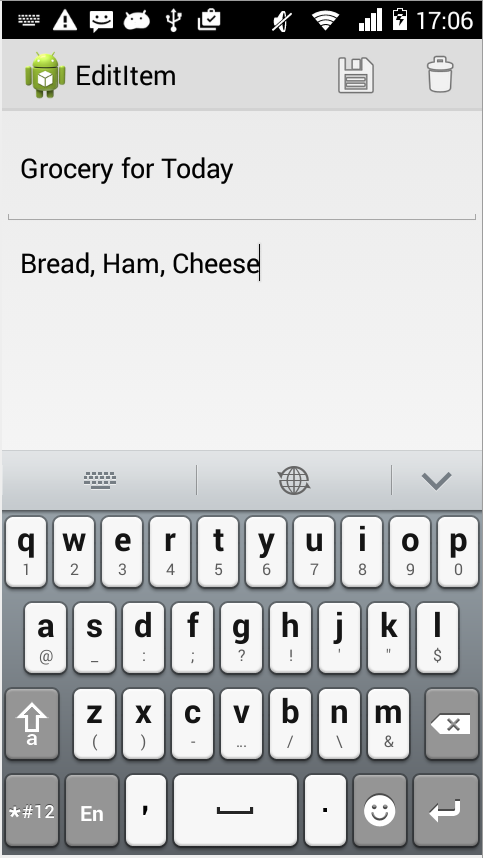 17:06
EditItem
Grocery for Today
Bread, Ham, Cheese
q w e r t y u i o p
1 2 3 4 5 6 7 8 9 0
a s d f g h j k l
@ _ : ; ? ! ' " $
a z x c v b n m
( ) - ... / \ &
*#12 En , .